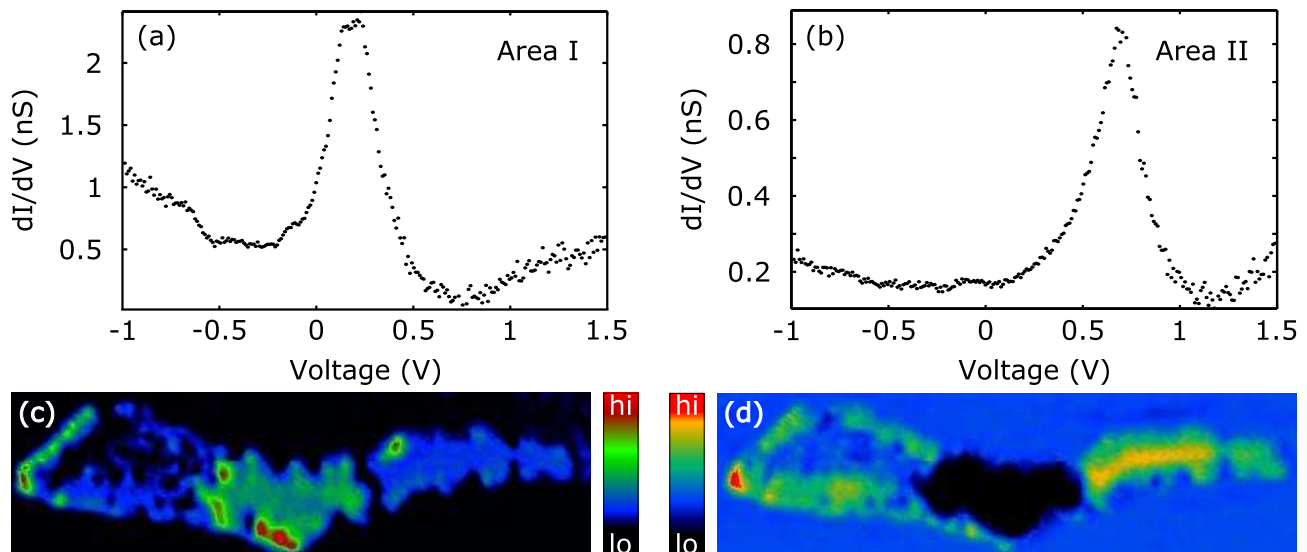 (a)
Area I
dI/dV (nS)
2
1.5
1
0.5
-1
-0.5
0
0.5
1
1.5
Voltage (V)
(b)
Area II
dI/dV (nS)
0.8
0.6
0.4
0.2
-1
-0.5
0
0.5
1
1.5
Voltage (V)
(c)
hi
lo
hi
lo
(d)